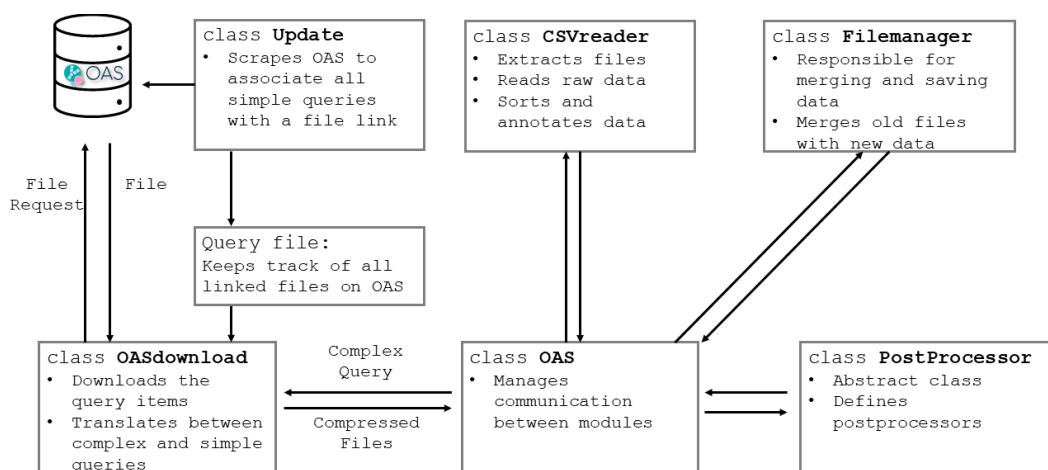 OAS
class Update
• Scrapes OAS to
associate all
simple queries
with a file link
class CSVreader
• Extracts files
• Reads raw data
• Sorts and
annotates data
class Filemanager
• Responsible for
merging and saving
data
• Merges old files
with new data
File
Request
File
Query file:
Keeps track of all
linked files on OAS
class OASdownload
• Downloads the
query items
• Translates between
complex and simple
queries
Complex
Query
Compressed
Files
class OAS
• Manages
communication
between modules
class PostProcessor
• Abstract class
• Defines
postprocessors